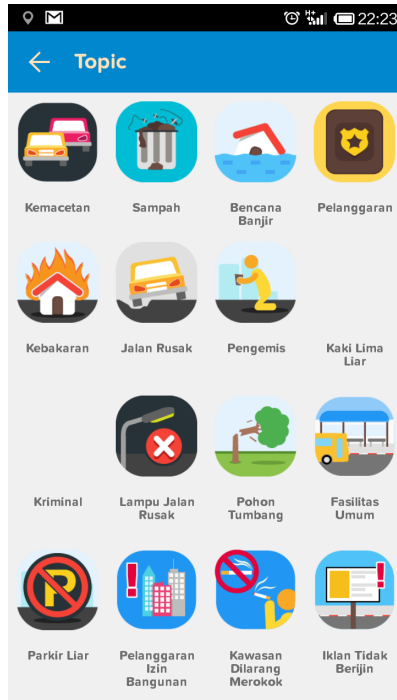 H+ 22:23
Topic
Kemacetan
Sampah
Bencana
Banjir
Pelanggaran
Kebakaran
Jalan Rusak
Pengemis
Kaki Lima
Liar
Kriminal
Lampu Jalan
Rusak
Pohon
Tumbang
Fasilitas
Umum
P
Parkir Liar
!
Pelanggaran
Izin
Bangunan
Kawasan
Dilarang
Merokok
!
Iklan Tidak
Berijin